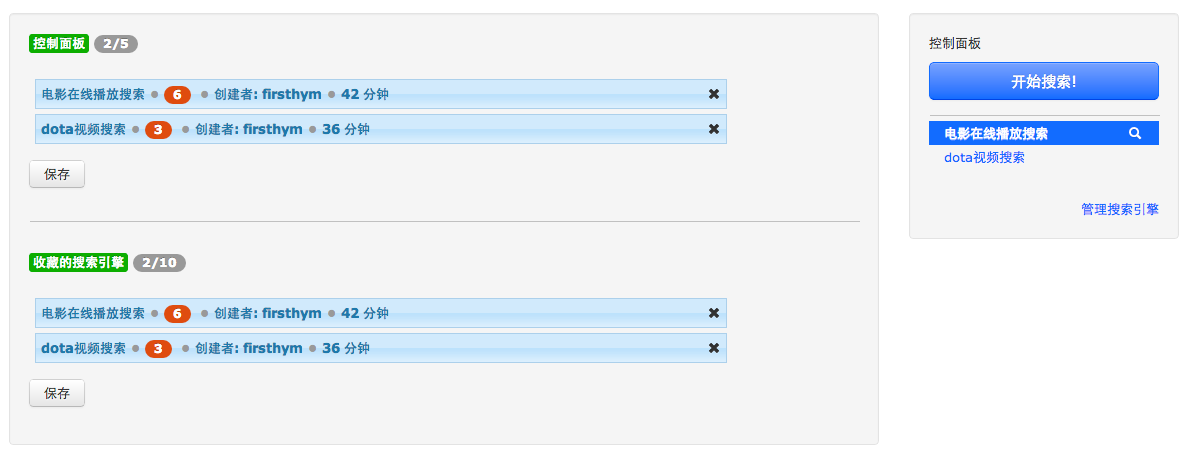 控制面板 2/5
电影在线播放搜索 ● 6 ● 创建者: firsthym ● 42 分钟 ✖
dota视频搜索 ● 3 ● 创建者: firsthym ● 36 分钟 ✖
保存
收藏的搜索引擎 2/10
电影在线播放搜索 ● 6 ● 创建者: firsthym ● 42 分钟 ✖
dota视频搜索 ● 3 ● 创建者: firsthym ● 36 分钟 ✖
保存
控制面板
开始搜索!
电影在线播放搜索
dota视频搜索
管理搜索引擎